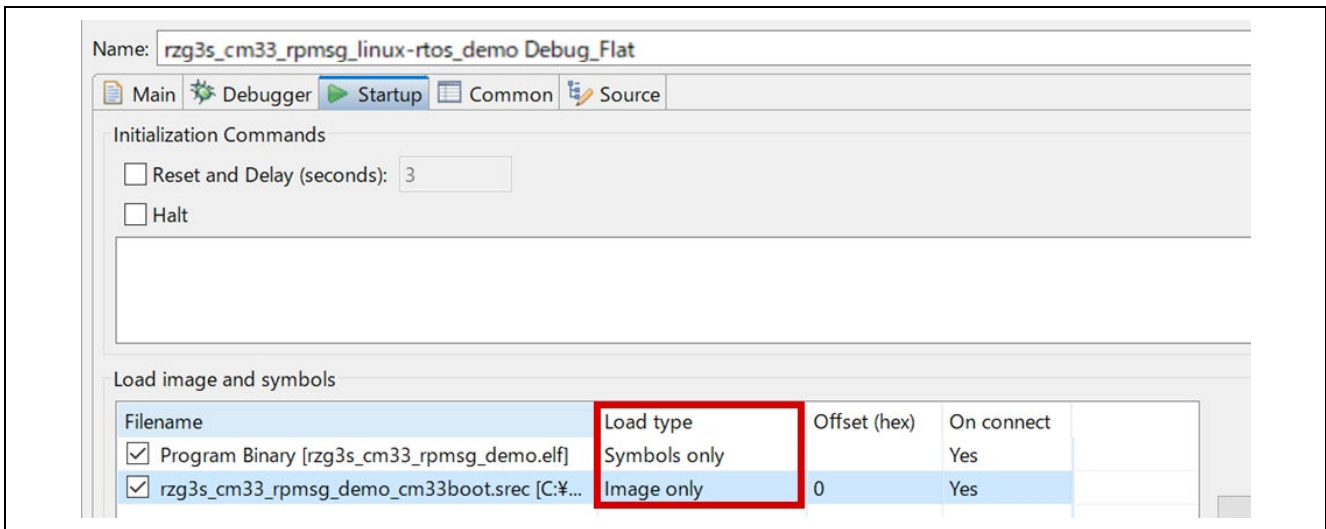 Name: rzg3s_cm33_rpmsg_linux-rtos_demo Debug_Flat
Main Debugger Startup Common Source
Initialization Commands
Reset and Delay (seconds): 3
Halt
Load image and symbols
Filename Load type Offset (hex) On connect
Program Binary [rzg3s_cm33_rpmsg_demo.elf] Symbols only Yes
rzg3s_cm33_rpmsg_demo_cm33boot.srec [C:¥... Image only 0 Yes